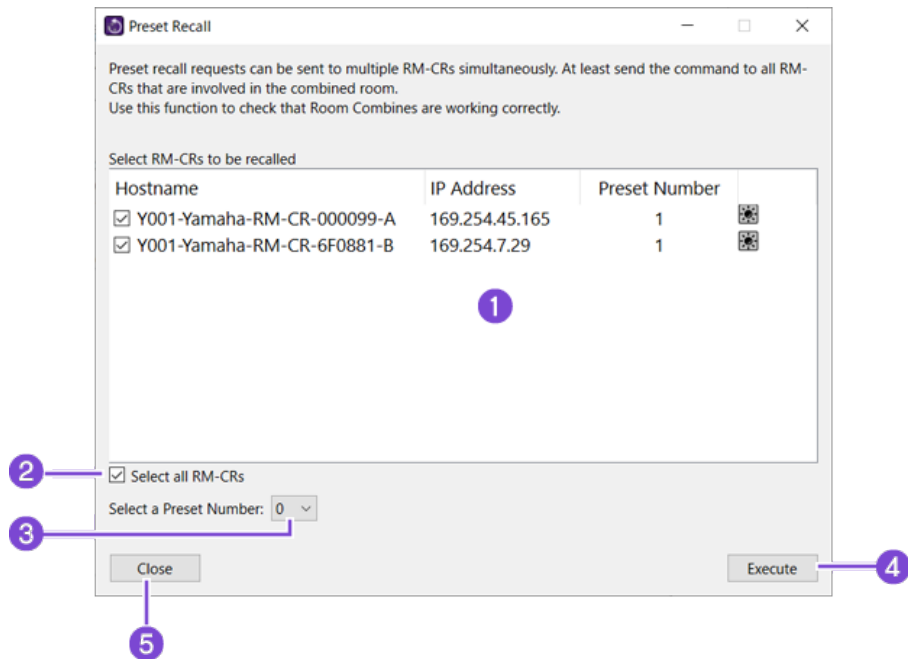 Preset Recall
Preset recall requests can be sent to multiple RM-CRs simultaneously. At least send the command to all RM-
CRs that are involved in the combined room.
Use this function to check that Room Combines are working correctly.
Select RM-CRs to be recalled
Hostname IP Address Preset Number
Y001-Yamaha-RM-CR-000099-A 169.254.45.165 1
Y001-Yamaha-RM-CR-6F0881-B 169.254.7.29 1
1
2 Select all RM-CRs
Select a Preset Number: 0
3
Close Execute 4
5